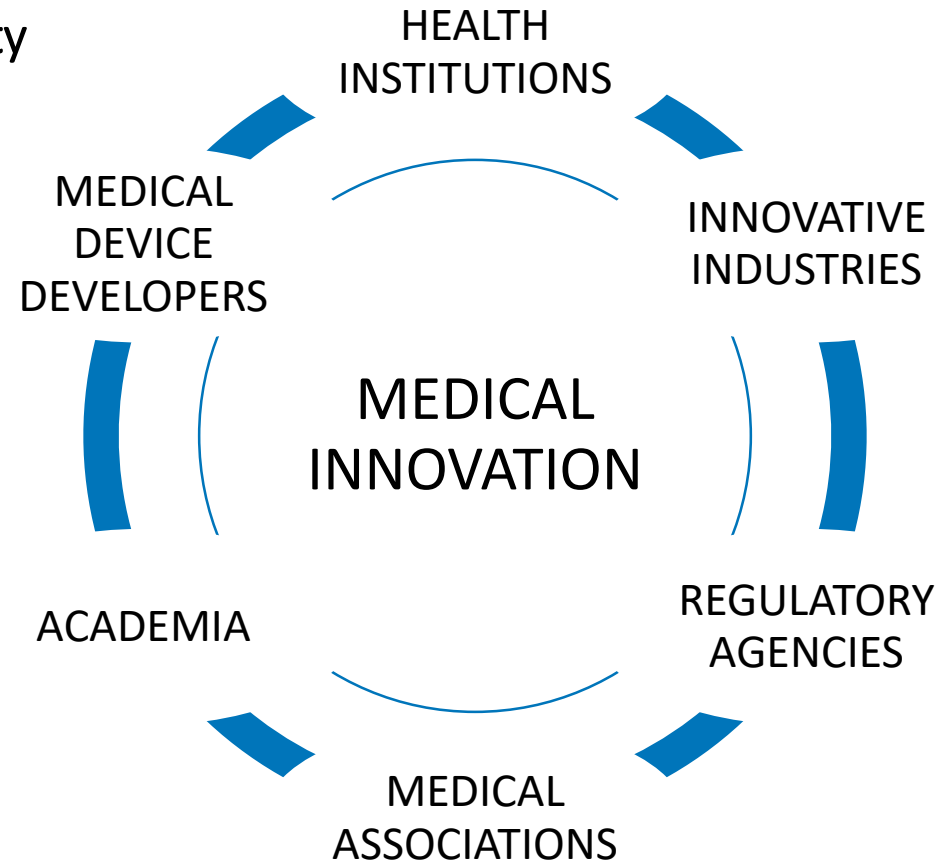 HEALTH
INSTITUTIONS
INNOVATIVE
INDUSTRIES
REGULATORY
AGENCIES
MEDICAL
ASSOCIATIONS
ACADEMIA
MEDICAL
DEVICE
DEVELOPERS
MEDICAL
INNOVATION